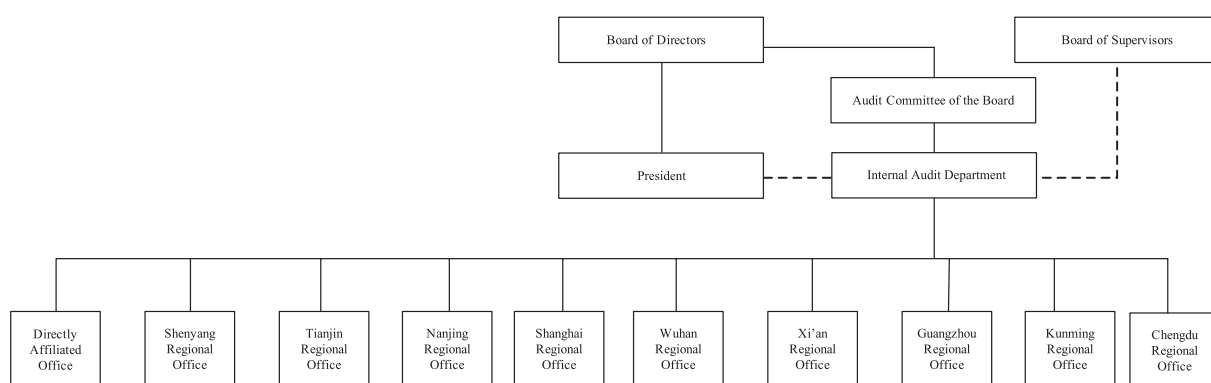 Board of Directors
Board of Supervisors
Audit Committee of the Board
President
Internal Audit Department
Directly
Affiliated
Office
Shenyang
Regional
Office
Tianjin
Regional
Office
Nanjing
Regional
Office
Shanghai
Regional
Office
Wuhan
Regional
Office
Xi’an
Regional
Office
Guangzhou
Regional
Office
Kunming
Regional
Office
Chengdu
Regional
Office